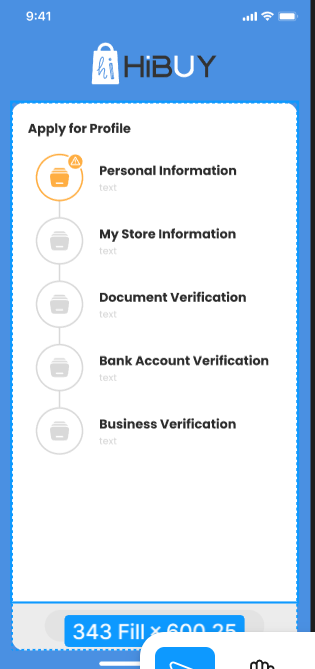 9:41
hi HiBUY
Apply for Profile
Personal Information
text
My Store Information
text
Document Verification
text
Bank Account Verification
text
Business Verification
text
343 Fill × 600.25